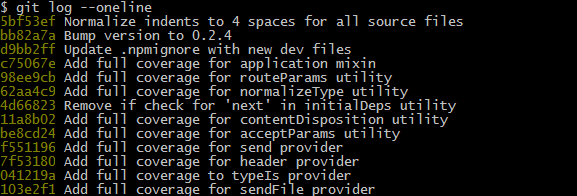 $ git log --oneline
5bf53ef Normalize indents to 4 spaces for all source files
bb82a7a Bump version to 0.2.4
d9bb2ff Update .npmignore with new dev files
c75067e Add full coverage for application mixin
98ee9cb Add full coverage for routeParams utility
62aa4c9 Add full coverage for normalizeType utility
4d66823 Remove if check for 'next' in initialDeps utility
11a8b02 Add full coverage for contentDisposition utility
be8cd24 Add full coverage for acceptParams utility
f551196 Add full coverage for send provider
7f53180 Add full coverage for header provider
041219a Add full coverage to typeIs provider
103e2f1 Add full coverage for sendFile provider